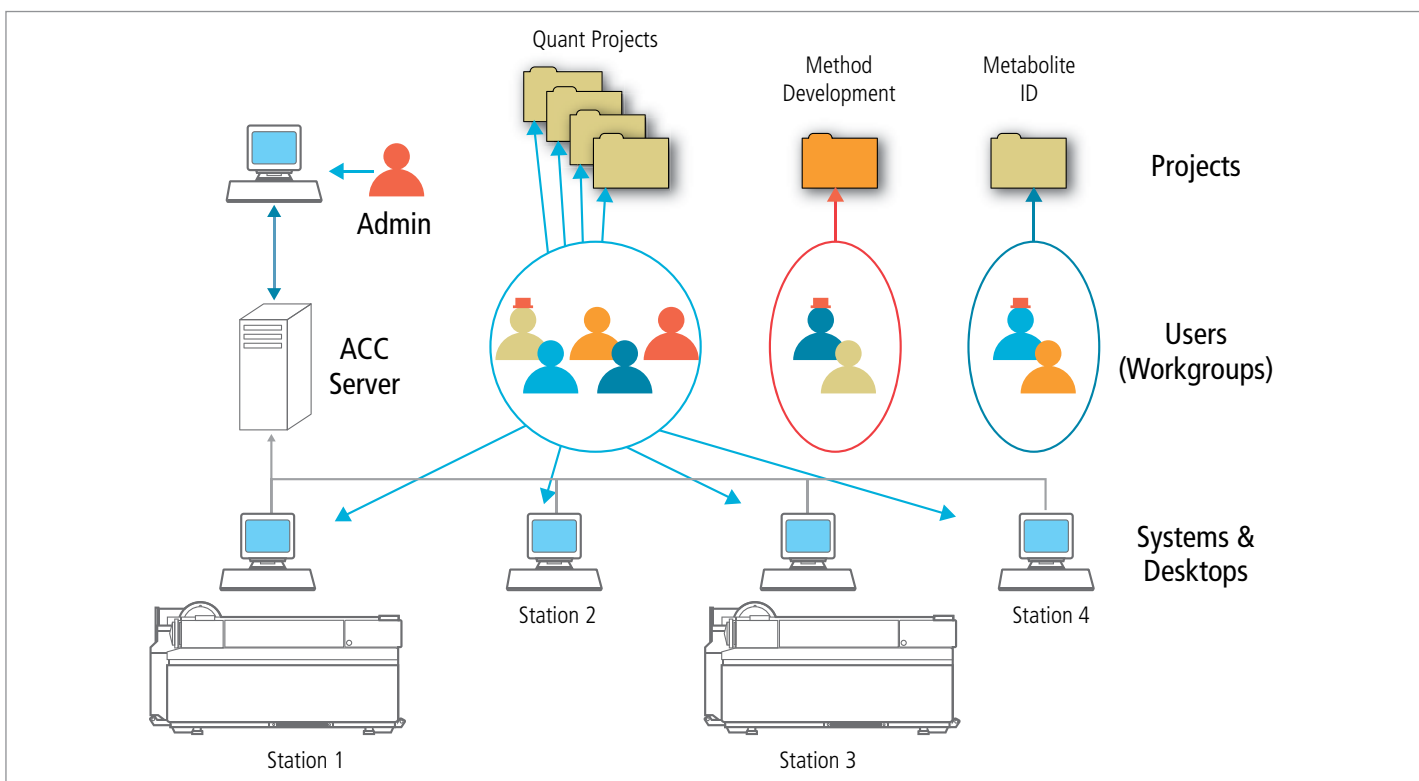 Quant Projects
Method
Development
Metabolite
ID
Projects
Admin
ACC
Server
Users
(Workgroups)
Systems &
Desktops
Station 2
Station 4
Station 1
Station 3